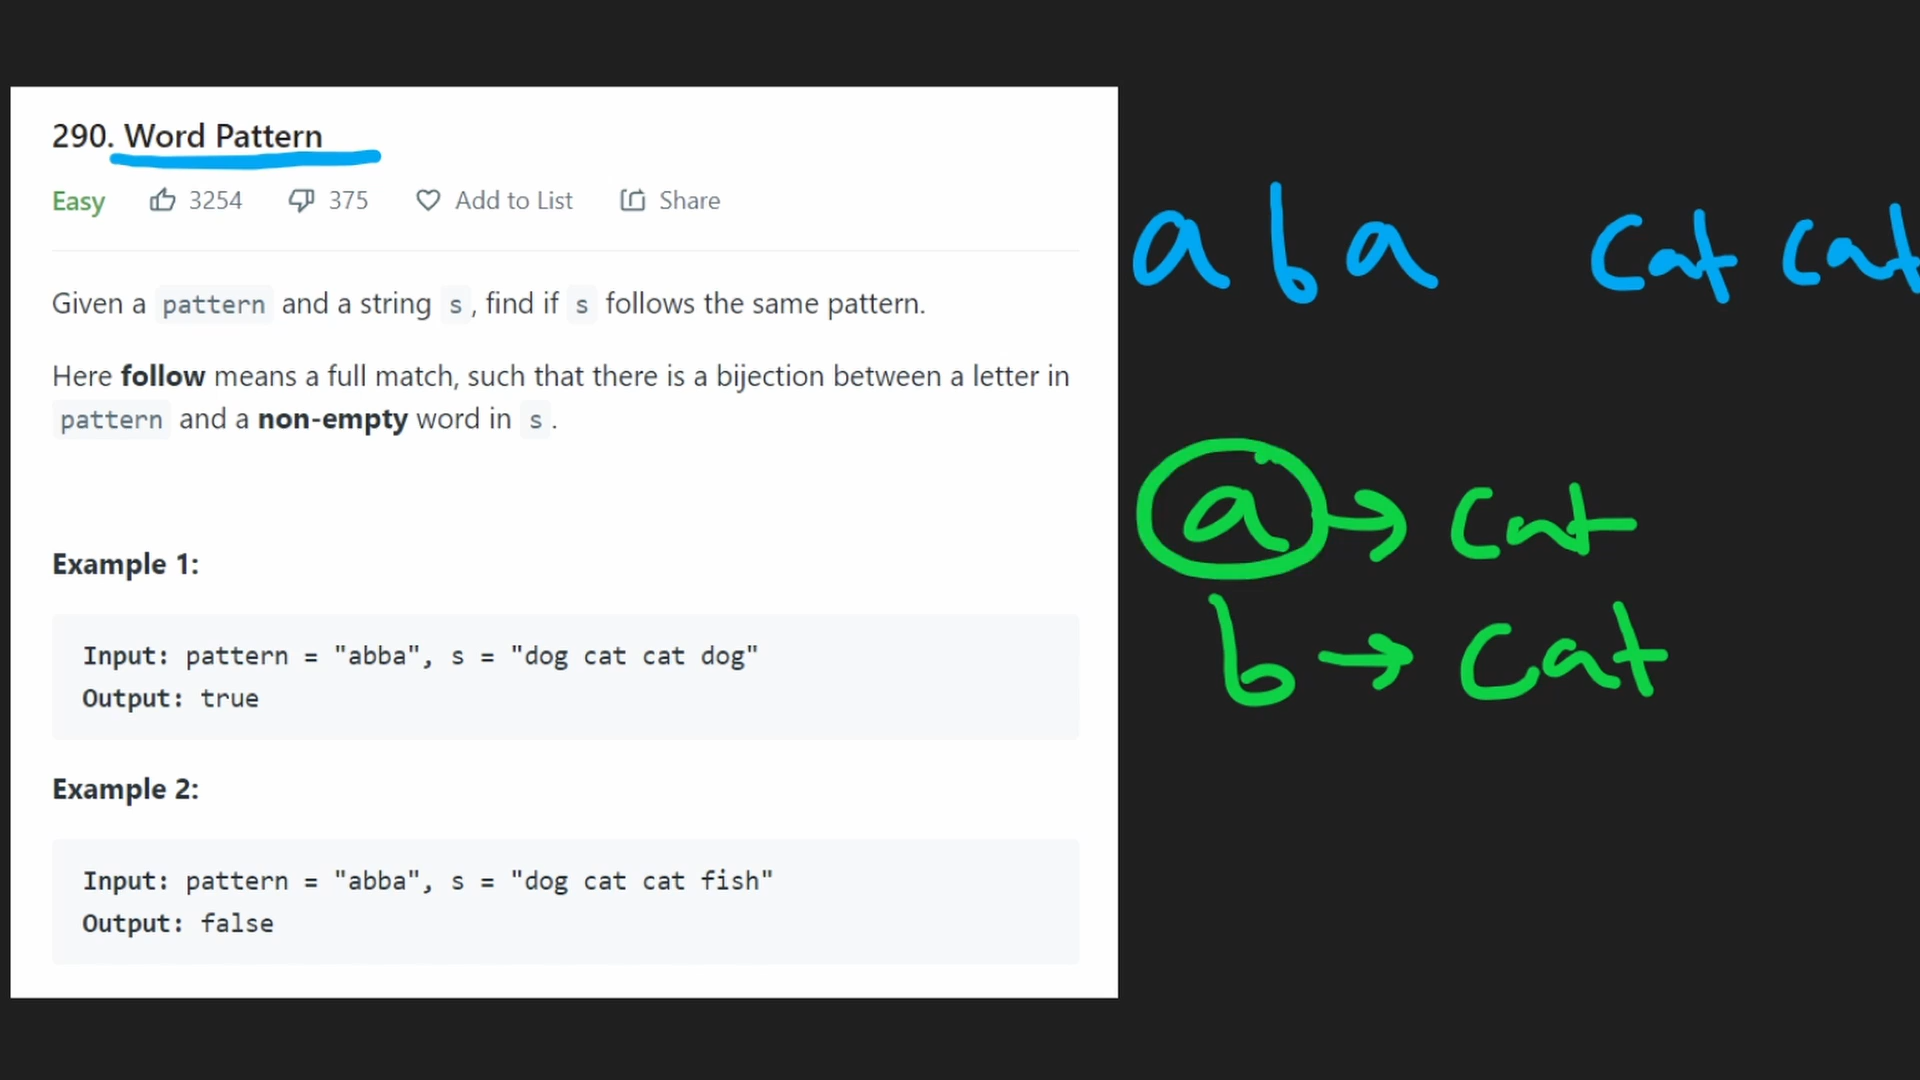 290. Word Pattern
Easy 3254 375 Add to List Share
Given a pattern and a string s, find if s follows the same pattern.
Here follow means a full match, such that there is a bijection between a letter in
pattern and a non-empty word in s.
Example 1:
Input: pattern = "abba", s = "dog cat cat dog"
Output: true
Example 2:
Input: pattern = "abba", s = "dog cat cat fish"
Output: false
a b a cat cat
a → cat
b → cat